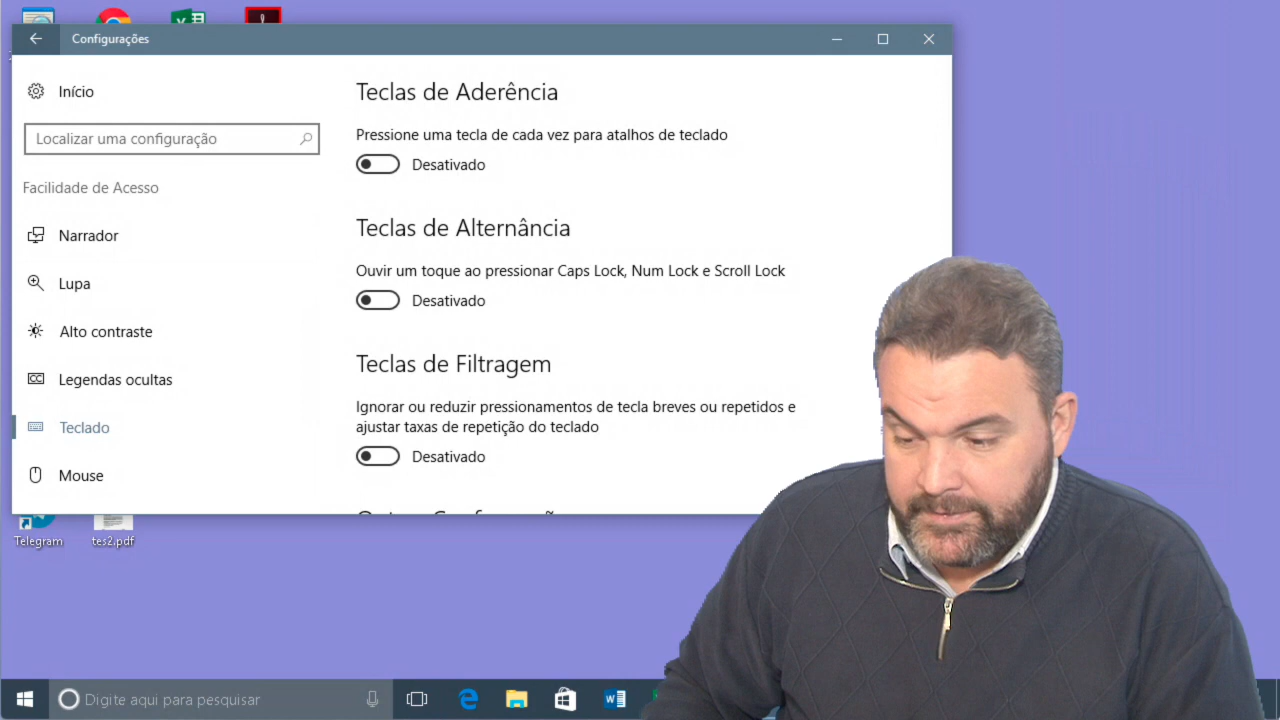 Configurações
Início
Localizar uma configuração
Facilidade de Acesso
Narrador
Lupa
Alto contraste
Legendas ocultas
Teclado
Mouse
Teclas de Aderência
Pressione uma tecla de cada vez para atalhos de teclado
Desativado
Teclas de Alternância
Ouvir um toque ao pressionar Caps Lock, Num Lock e Scroll Lock
Desativado
Teclas de Filtragem
Ignorar ou reduzir pressionamentos de tecla breves ou repetidos e
ajustar taxas de repetição do teclado
Desativado
Telegram
tes2.pdf
Digite aqui para pesquisar